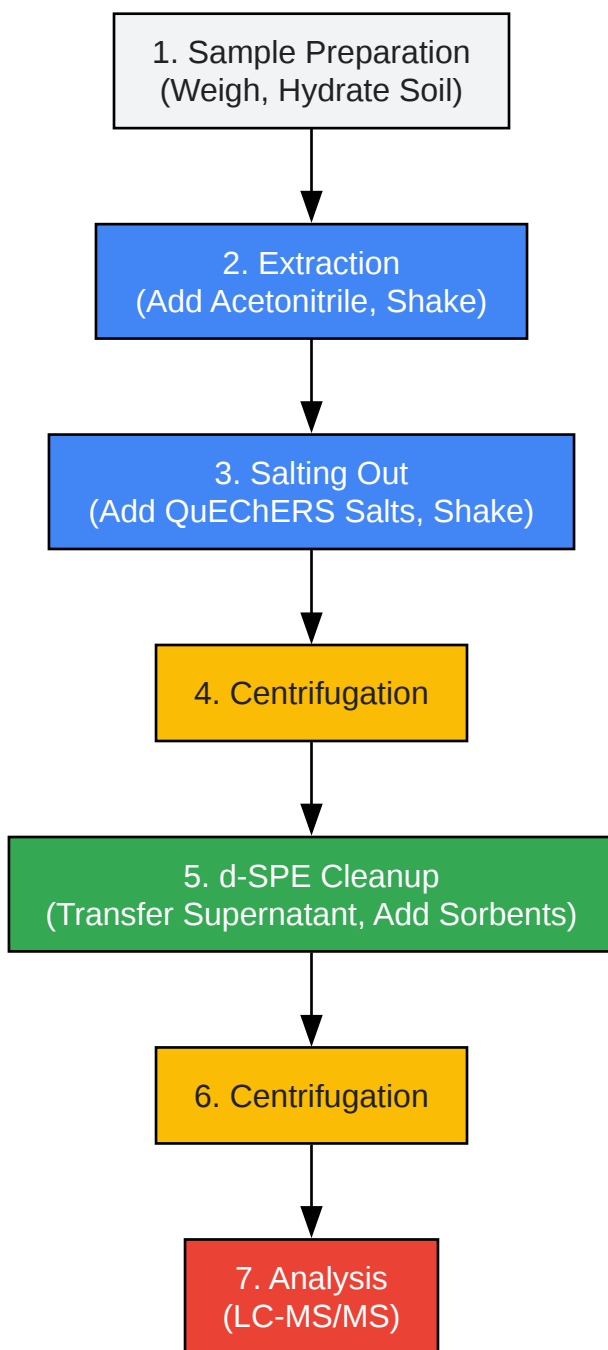 1. Sample Preparation
(Weigh, Hydrate Soil)
2. Extraction
(Add Acetonitrile, Shake)
3. Salting Out
(Add QuEChERS Salts, Shake)
4. Centrifugation
5. d-SPE Cleanup
(Transfer Supernatant, Add Sorbents)
6. Centrifugation
7. Analysis
(LC-MS/MS)